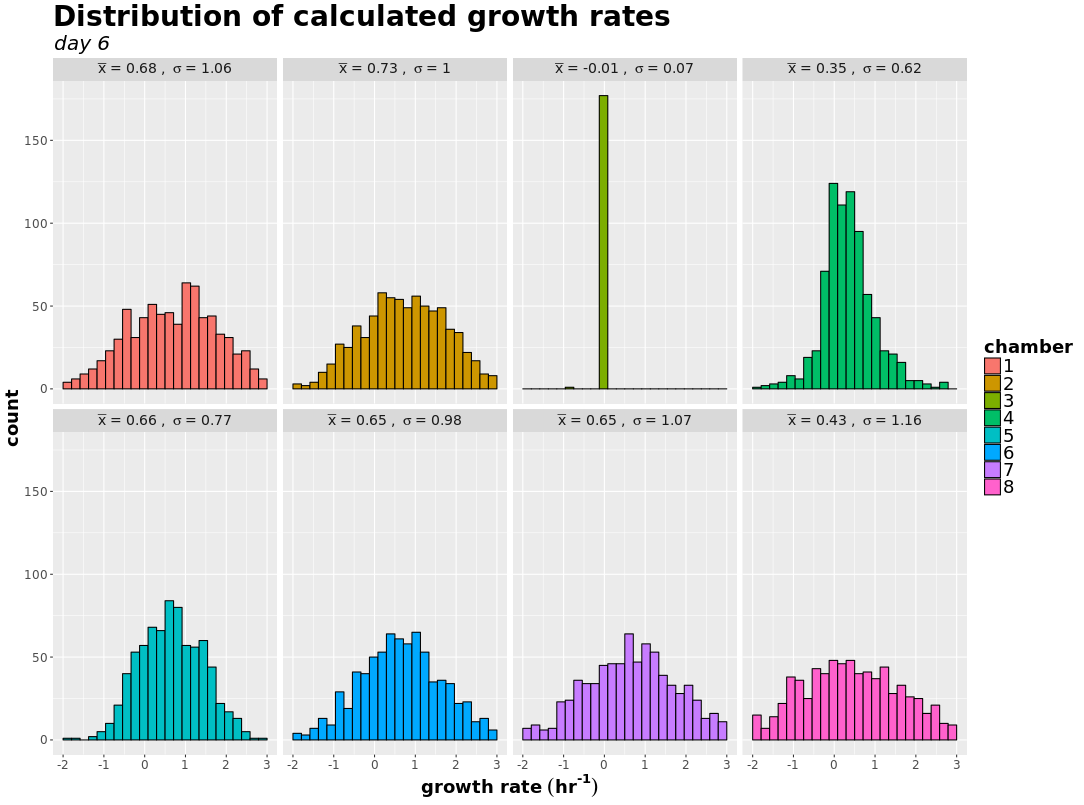 Distribution of calculated growth rates
day 6
x̅ = 0.68 , σ = 1.06
x̅ = 0.73 , σ = 1
x̅ = -0.01 , σ = 0.07
x̅ = 0.35 , σ = 0.62
150
100
50
0
x̅ = 0.66 , σ = 0.77
x̅ = 0.65 , σ = 0.98
x̅ = 0.65 , σ = 1.07
x̅ = 0.43 , σ = 1.16
150
100
50
0
-2 -1 0 1 2 3
-2 -1 0 1 2 3
-2 -1 0 1 2 3
-2 -1 0 1 2 3
growth rate (hr⁻¹)
count
chamber
1
2
3
4
5
6
7
8